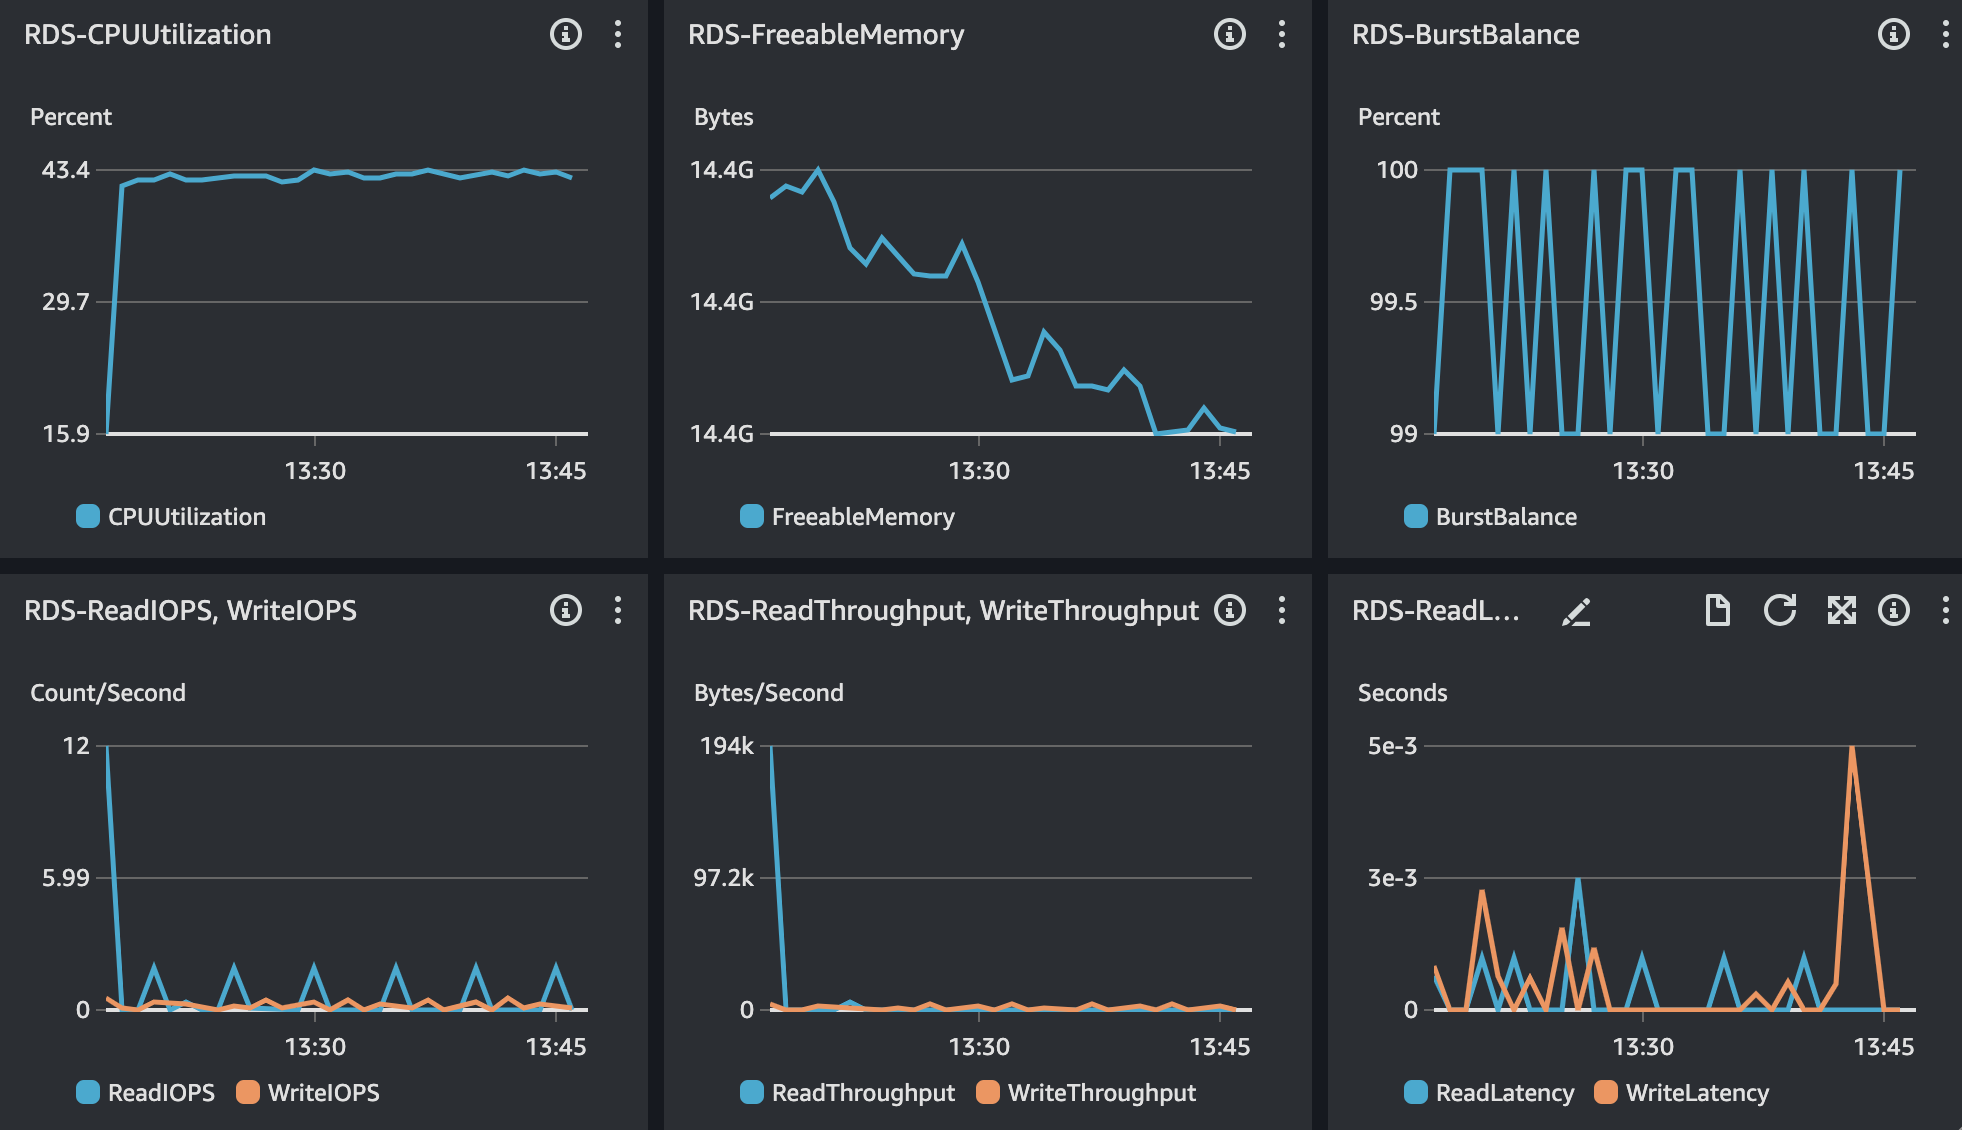 RDS-CPUUtilization
Percent
43.4
29.7
15.9
13:30 13:45
CPUUtilization
RDS-FreeableMemory
Bytes
14.4G
14.4G
14.4G
13:30 13:45
FreeableMemory
RDS-BurstBalance
Percent
100
99.5
99
13:30 13:45
BurstBalance
RDS-ReadIOPS, WriteIOPS
Count/Second
12
5.99
0
13:30 13:45
ReadIOPS WriteIOPS
RDS-ReadThroughput, WriteThroughput
Bytes/Second
194k
97.2k
0
13:30 13:45
ReadThroughput WriteThroughput
RDS-ReadL...
Seconds
5e-3
3e-3
0
13:30 13:45
ReadLatency WriteLatency